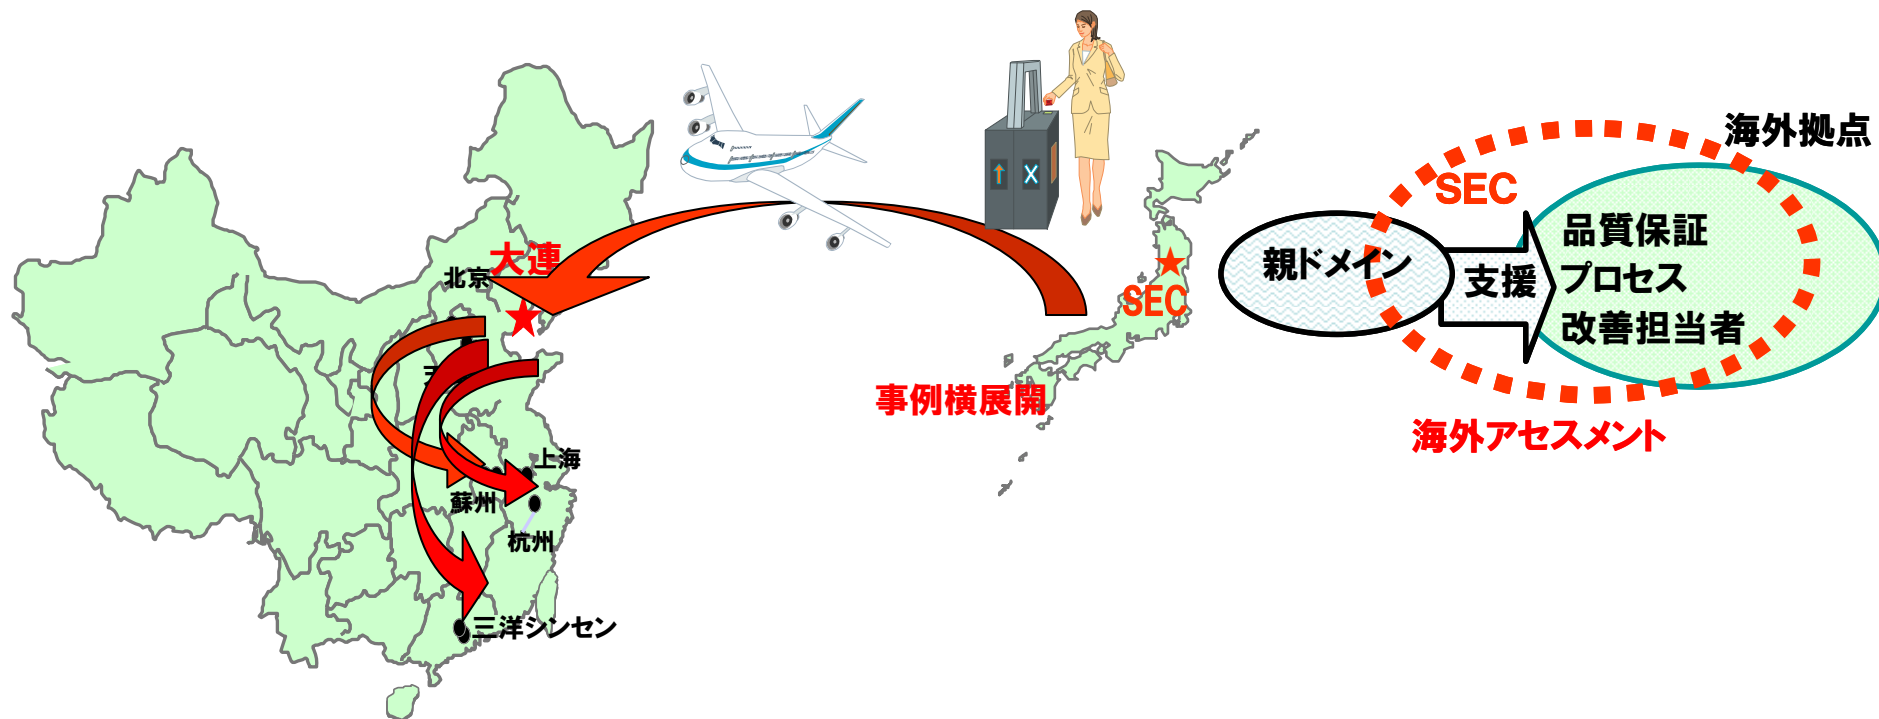 大連
北京
上海
蘇州
杭州
三洋シンセン
事例横展開
SEC
海外拠点
SEC
親ドメイン
支援
品質保証
プロセス
改善担当者
海外アセスメント